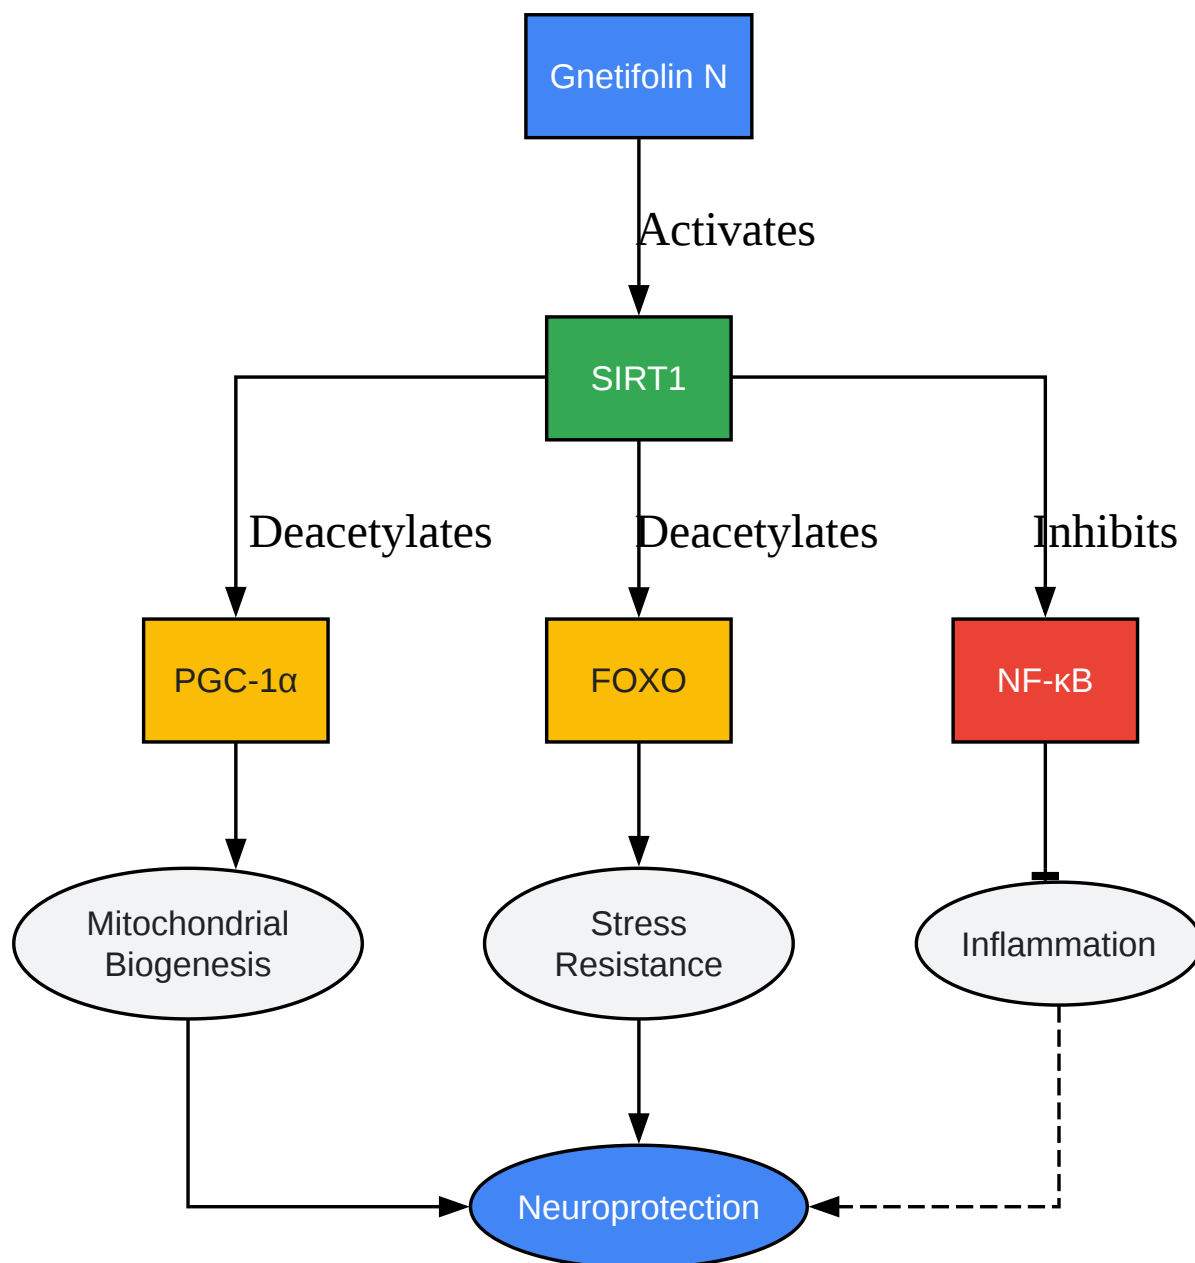 Gnetifolin N
Activates
SIRT1
Deacetylates
Deacetylates
Inhibits
PGC-1α
FOXO
NF-κB
Mitochondrial
Biogenesis
Stress
Resistance
Inflammation
Neuroprotection